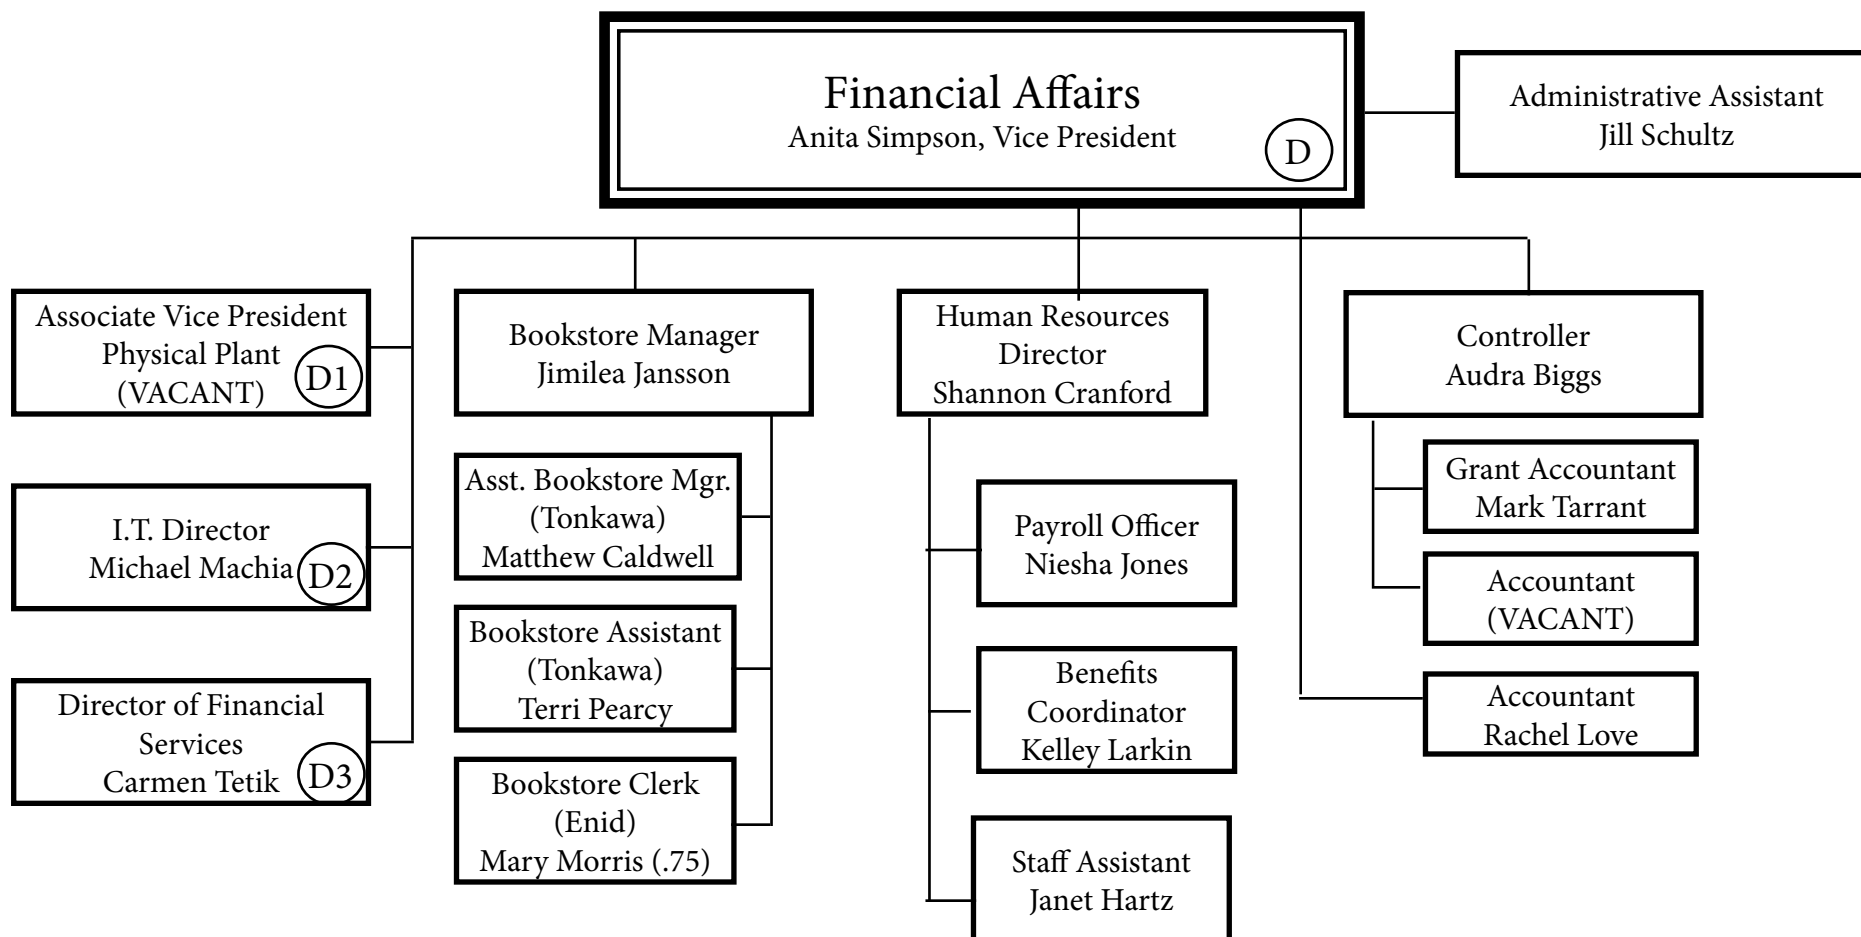 Financial Affairs
Anita Simpson, Vice President
D
Administrative Assistant
Jill Schultz
Associate Vice President
Physical Plant
(VACANT)
D1
I.T. Director
Michael Machia
D2
Director of Financial
Services
Carmen Tetik
D3
Bookstore Manager
Jimilea Jansson
Asst. Bookstore Mgr.
(Tonkawa)
Matthew Caldwell
Bookstore Assistant
(Tonkawa)
Terri Pearcy
Bookstore Clerk
(Enid)
Mary Morris (.75)
Human Resources
Director
Shannon Cranford
Payroll Officer
Niesha Jones
Benefits
Coordinator
Kelley Larkin
Staff Assistant
Janet Hartz
Controller
Audra Biggs
Grant Accountant
Mark Tarrant
Accountant
(VACANT)
Accountant
Rachel Love